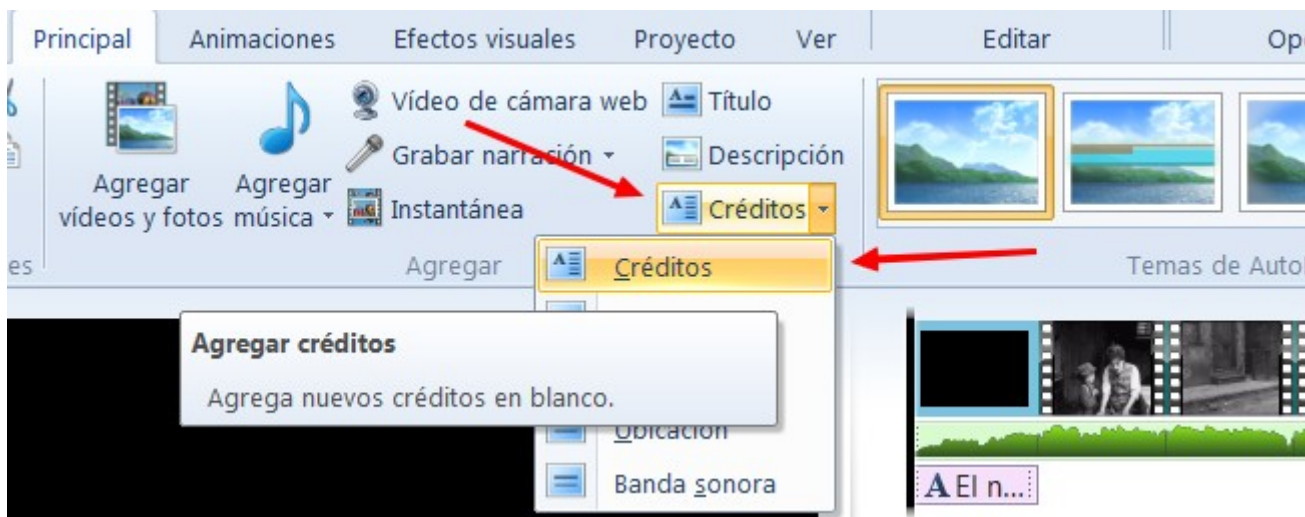 Principal Animaciones Efectos visuales Proyecto Ver Editar Op
Vídeo de cámara web Título
Grabar narración Descripción
Agregar vídeos y fotos
Agregar música
Instantánea Créditos
es Agregar Temas de Auto
Créditos
Agregar créditos
Agrega nuevos créditos en blanco.
Ubicación
Banda sonora
A El n...